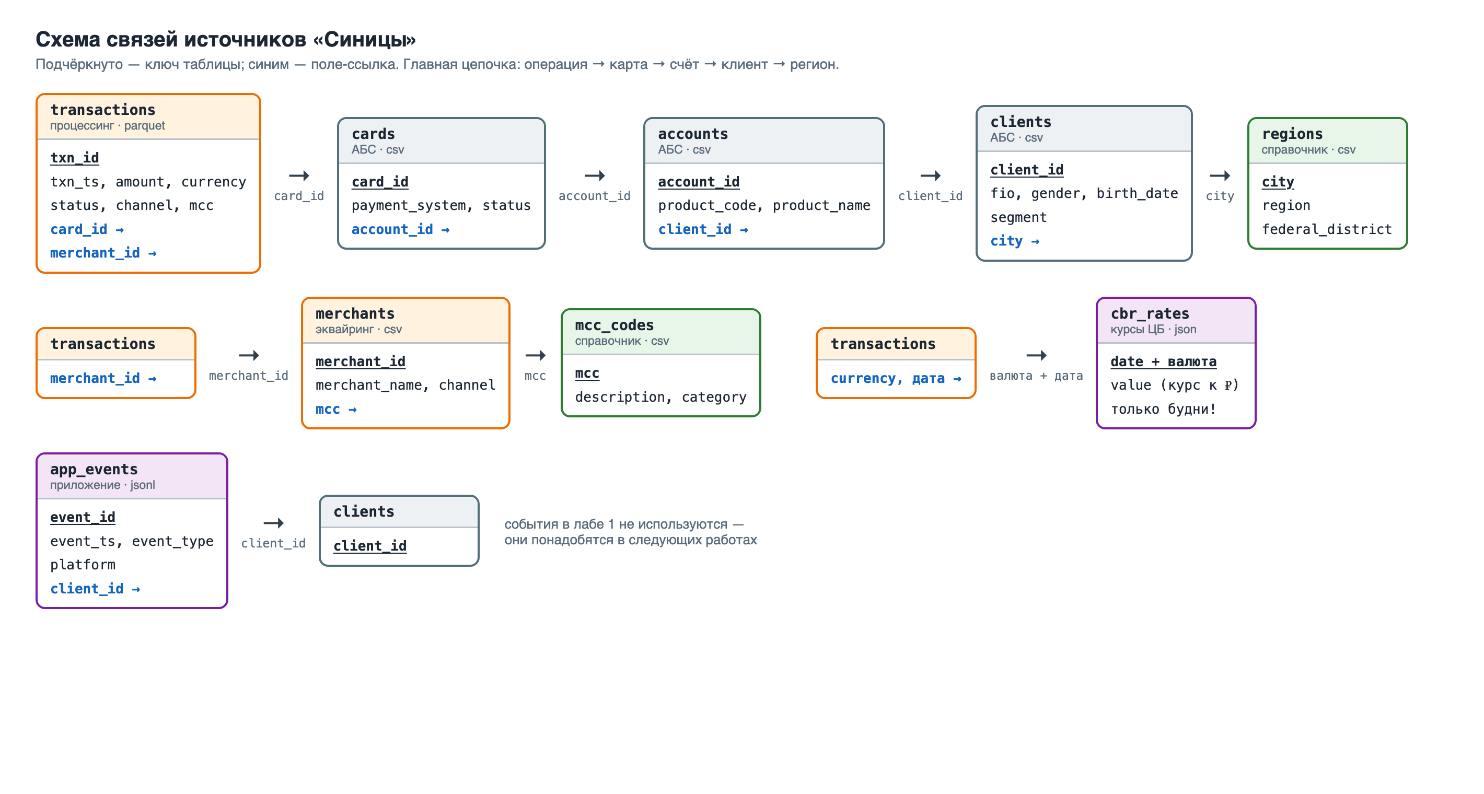 Схема связей источников «Синицы»
Подчёркнуто — ключ таблицы; синим — поле-ссылка. Главная цепочка: операция → карта → счёт → клиент → регион.
transactions
процессинг · parquet
txn_id
txn_ts, amount, currency
status, channel, mcc
card_id →
merchant_id →
→
card_id
cards
АБС · csv
card_id
payment_system, status
account_id →
→
account_id
accounts
АБС · csv
account_id
product_code, product_name
client_id →
→
client_id
clients
АБС · csv
client_id
fio, gender, birth_date
segment
city →
→
city
regions
справочник · csv
city
region
federal_district
transactions
merchant_id →
→
merchant_id
merchants
эквайринг · csv
merchant_id
merchant_name, channel
mcc →
→
mcc
mcc_codes
справочник · csv
mcc
description, category
transactions
currency, дата →
→
валюта + дата
cbr_rates
курсы ЦБ · json
date + валюта
value (курс к ₽)
только будни!
app_events
приложение · jsonl
event_id
event_ts, event_type
platform
client_id →
→
client_id
clients
client_id
события в лабе 1 не используются —
они понадобятся в следующих работах